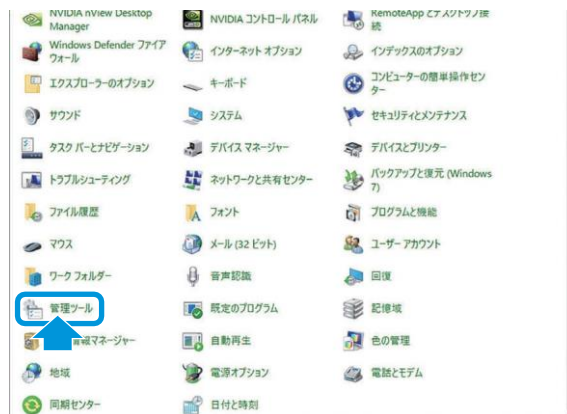 NVIDIA nView Desktop
Manager
NVIDIA コントロール パネル
RemoteApp とデスクトップ接
続
Windows Defender ファイア
ウォール
インターネット オプション
インデックスのオプション
エクスプローラーのオプション
キーボード
コンピューターの簡単操作セン
ター
サウンド
システム
セキュリティとメンテナンス
タスク バーとナビゲーション
デバイス マネージャー
デバイスとプリンター
トラブルシューティング
ネットワークと共有センター
バックアップと復元 (Windows
7)
ファイル履歴
フォント
プログラムと機能
マウス
メール (32 ビット)
ユーザー アカウント
ワーク フォルダー
音声認識
回復
管理ツール
既定のプログラム
記憶域
報マネージャー
自動再生
色の管理
地域
電源オプション
電話とモデム
同期センター
日付と時刻